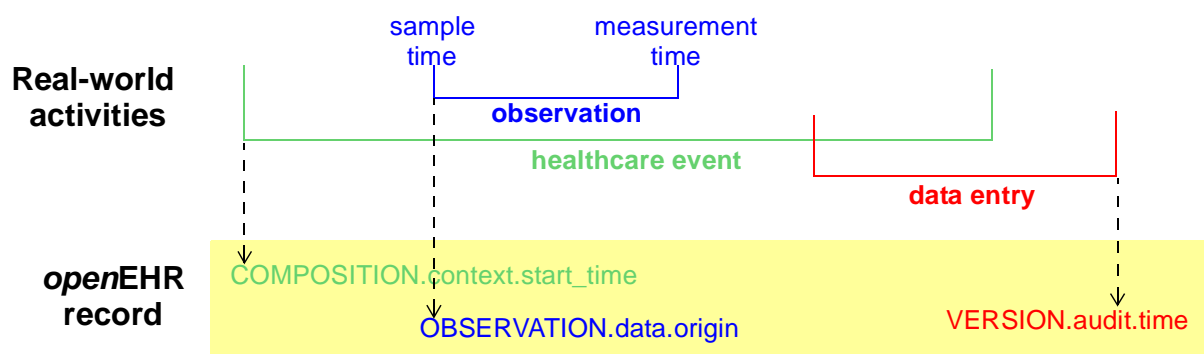 sample
time
measurement
time
Real-world
activities
observation
healthcare event
data entry
openEHR
record
COMPOSITION.context.start_time
OBSERVATION.data.origin
VERSION.audit.time